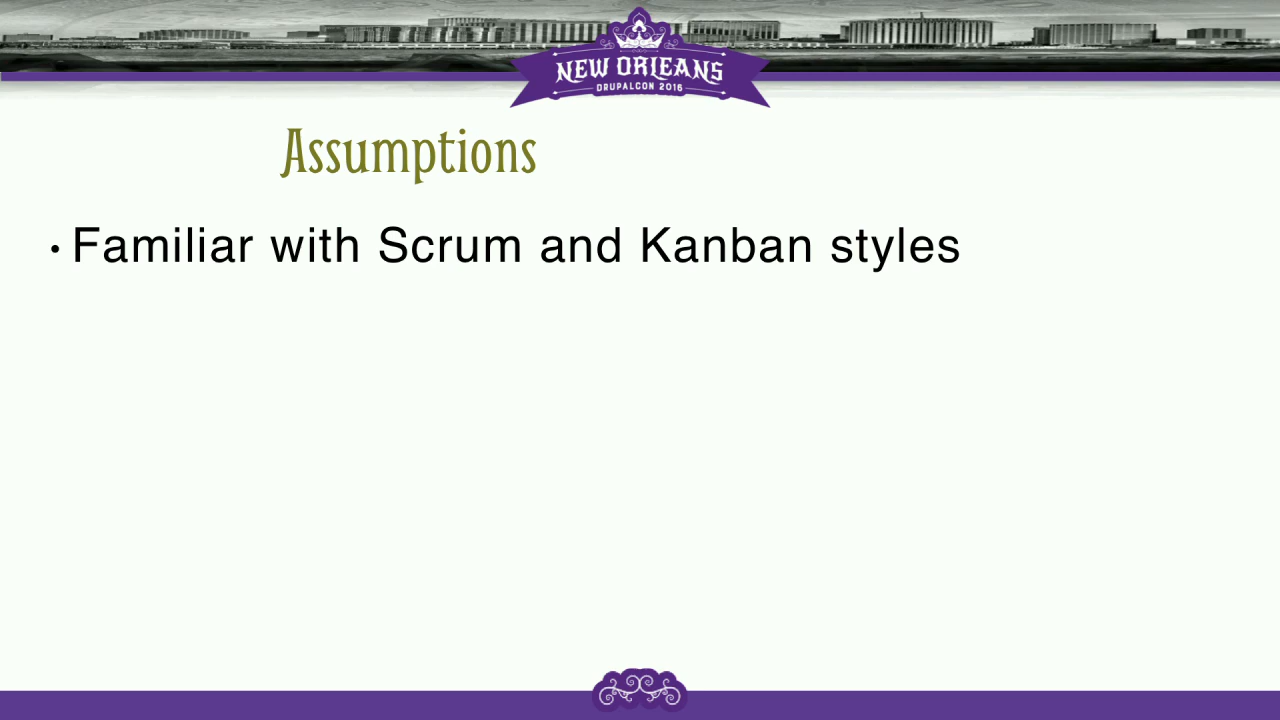 NEW ORLEANS
DRUPALCON 2016
Assumptions
• Familiar with Scrum and Kanban styles